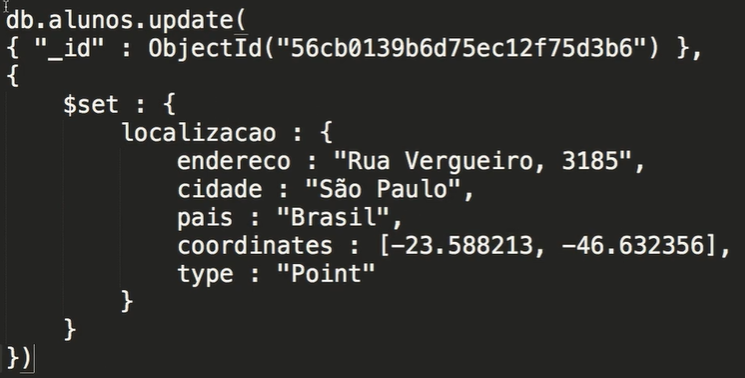 db.alunos.update(
{ "_id" : ObjectId("56cb0139b6d75ec12f75d3b6") },
{
    $set : {
        localizacao : {
            endereco : "Rua Vergueiro, 3185",
            cidade : "São Paulo",
            pais : "Brasil",
            coordinates : [-23.588213, -46.632356],
            type : "Point"
        }
    }
})